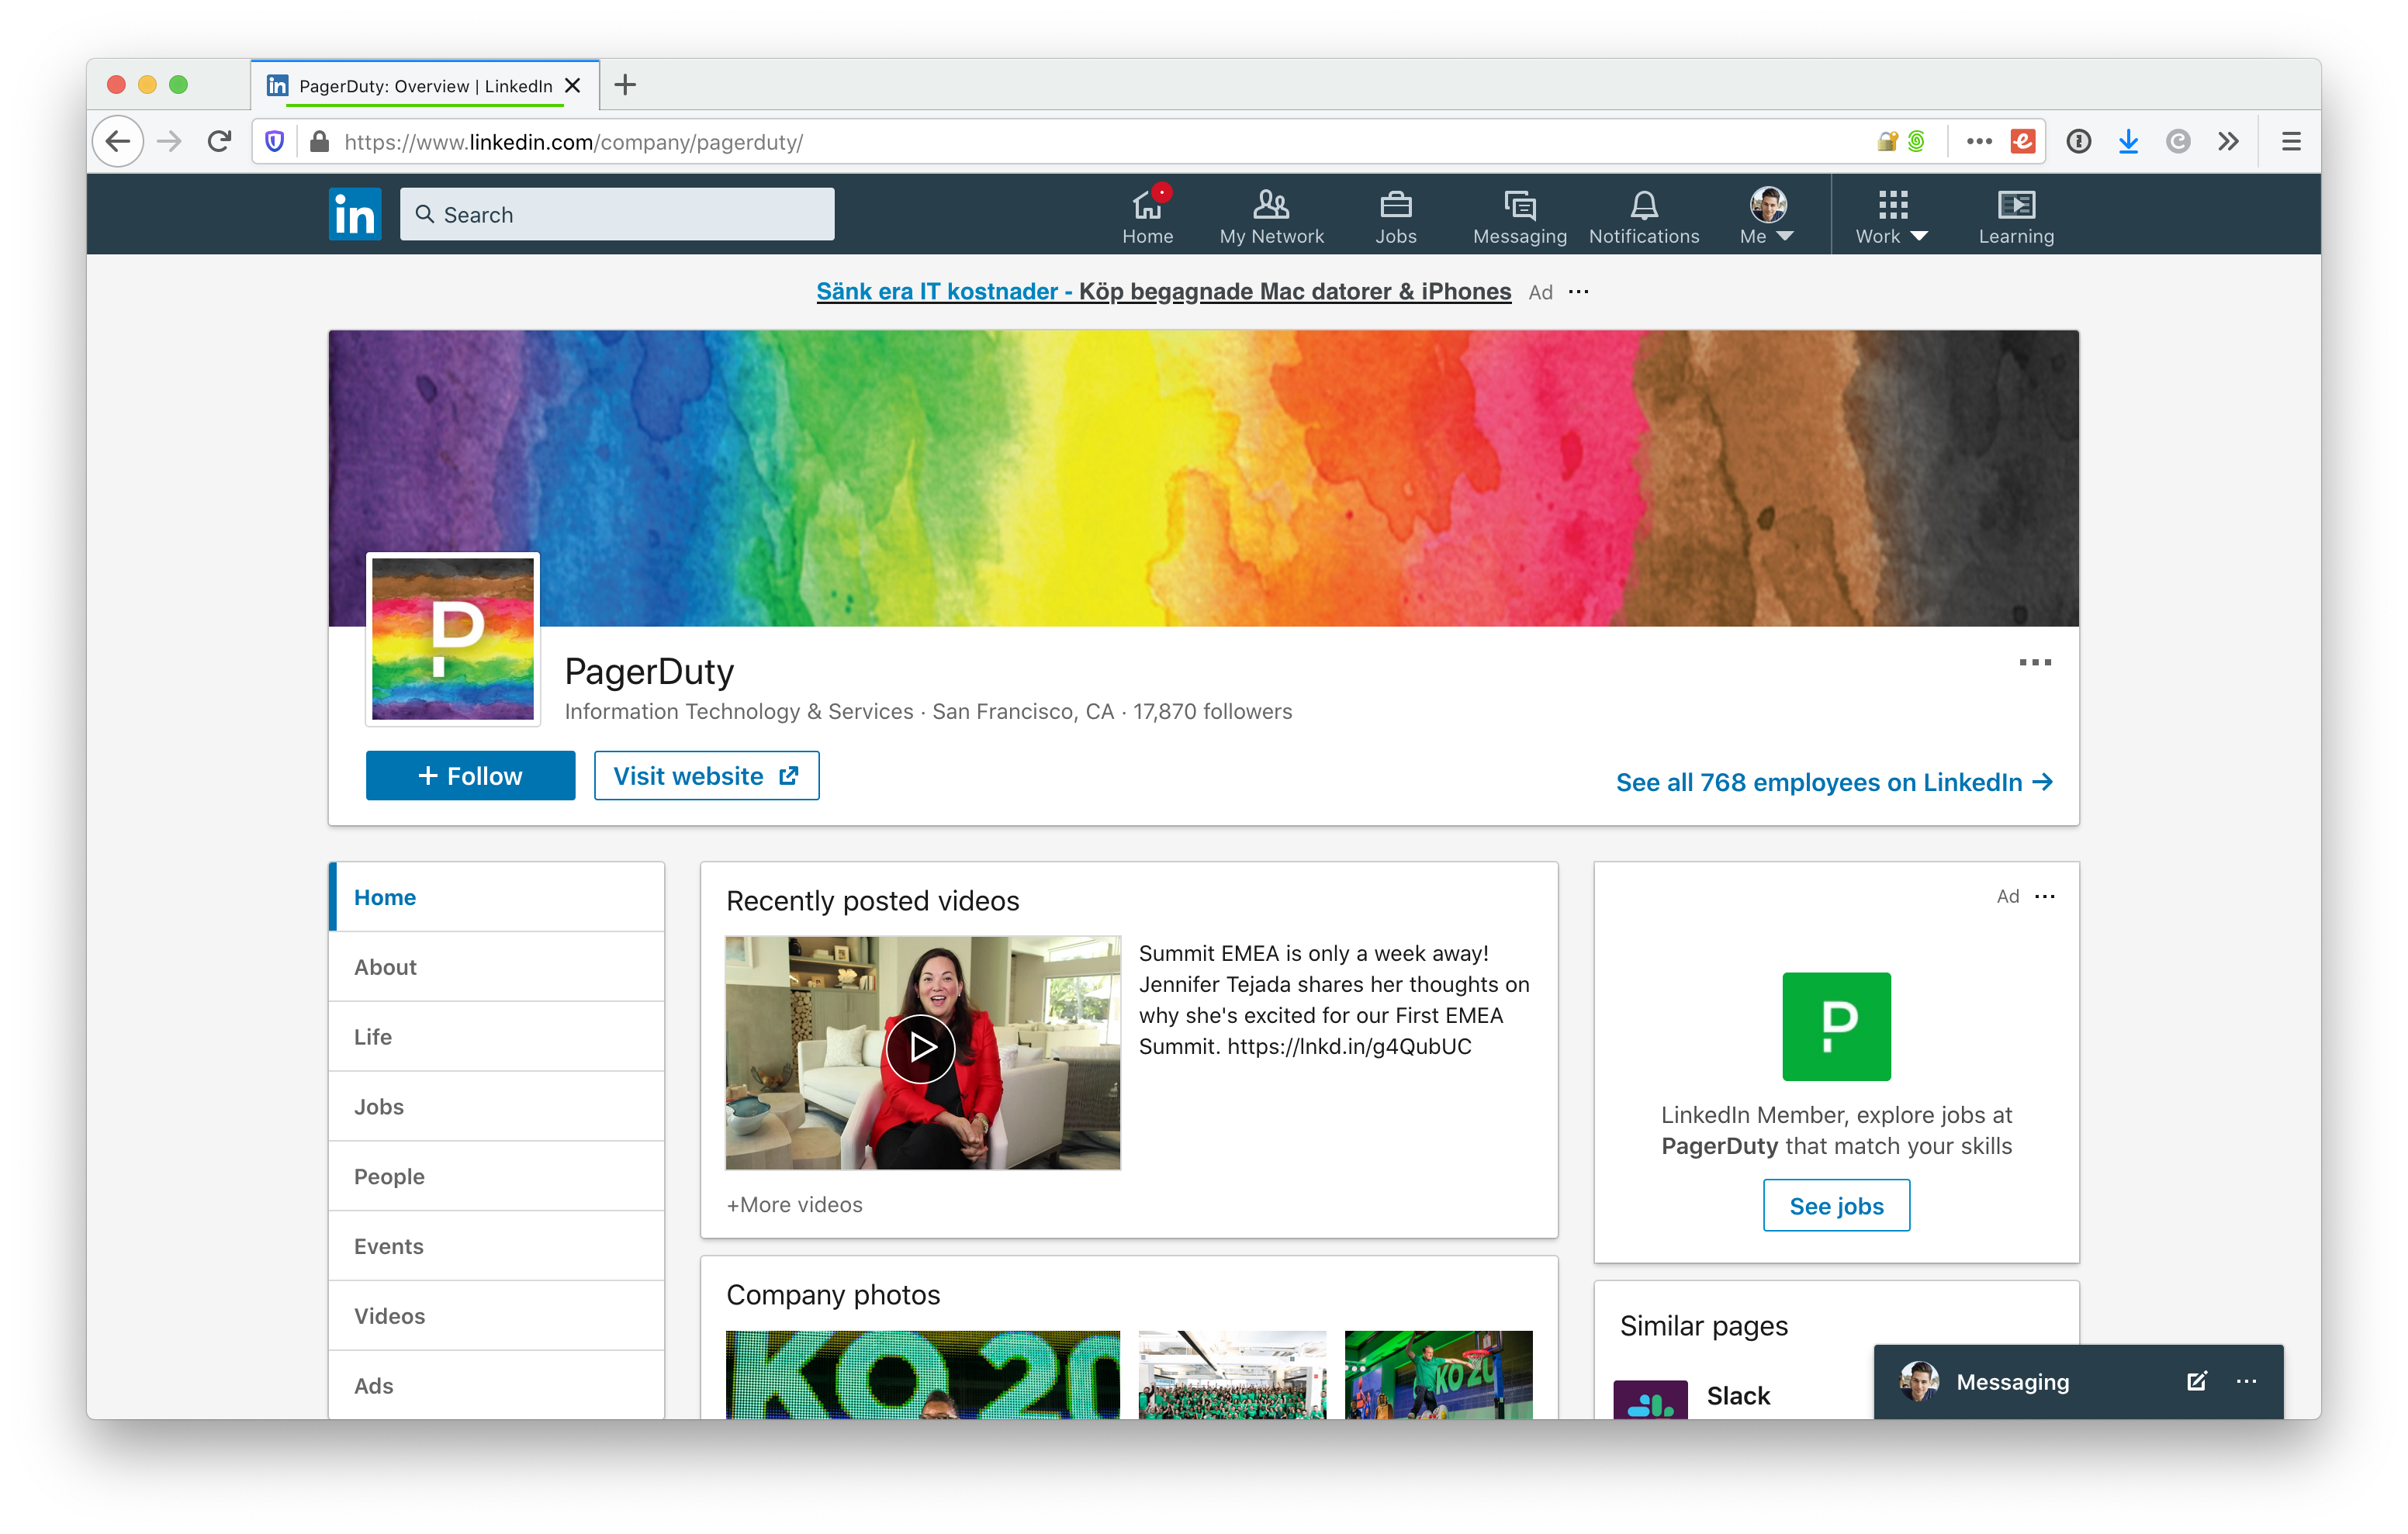 PagerDuty: Overview | LinkedIn
https://www.linkedin.com/company/pagerduty/
in
Search
Home
My Network
Jobs
Messaging
Notifications
Me
Work
Learning
Sänk era IT kostnader - Köp begagnade Mac datorer & iPhones Ad
P
PagerDuty
Information Technology & Services · San Francisco, CA · 17,870 followers
+ Follow
Visit website
See all 768 employees on LinkedIn →
Home
About
Life
Jobs
People
Events
Videos
Ads
Recently posted videos
Summit EMEA is only a week away!
Jennifer Tejada shares her thoughts on
why she's excited for our First EMEA
Summit. https://lnkd.in/g4QubUC
+More videos
Company photos
KO 20
KO 20
Ad
P
LinkedIn Member, explore jobs at
PagerDuty that match your skills
See jobs
Similar pages
Slack
Messaging